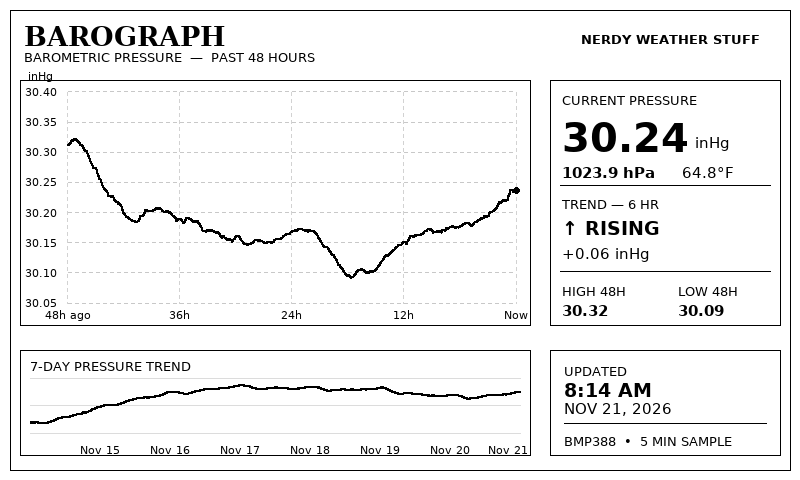 BAROGRAPH
NERDY WEATHER STUFF
BAROMETRIC PRESSURE — PAST 48 HOURS
inHg
30.40
30.35
30.30
30.25
30.20
30.15
30.10
30.05
48h ago 36h 24h 12h Now
CURRENT PRESSURE
30.24 inHg
1023.9 hPa 64.8°F
TREND — 6 HR
↑ RISING
+0.06 inHg
HIGH 48H LOW 48H
30.32 30.09
7-DAY PRESSURE TREND
Nov 15 Nov 16 Nov 17 Nov 18 Nov 19 Nov 20 Nov 21
UPDATED
8:14 AM
NOV 21, 2026
BMP388 • 5 MIN SAMPLE